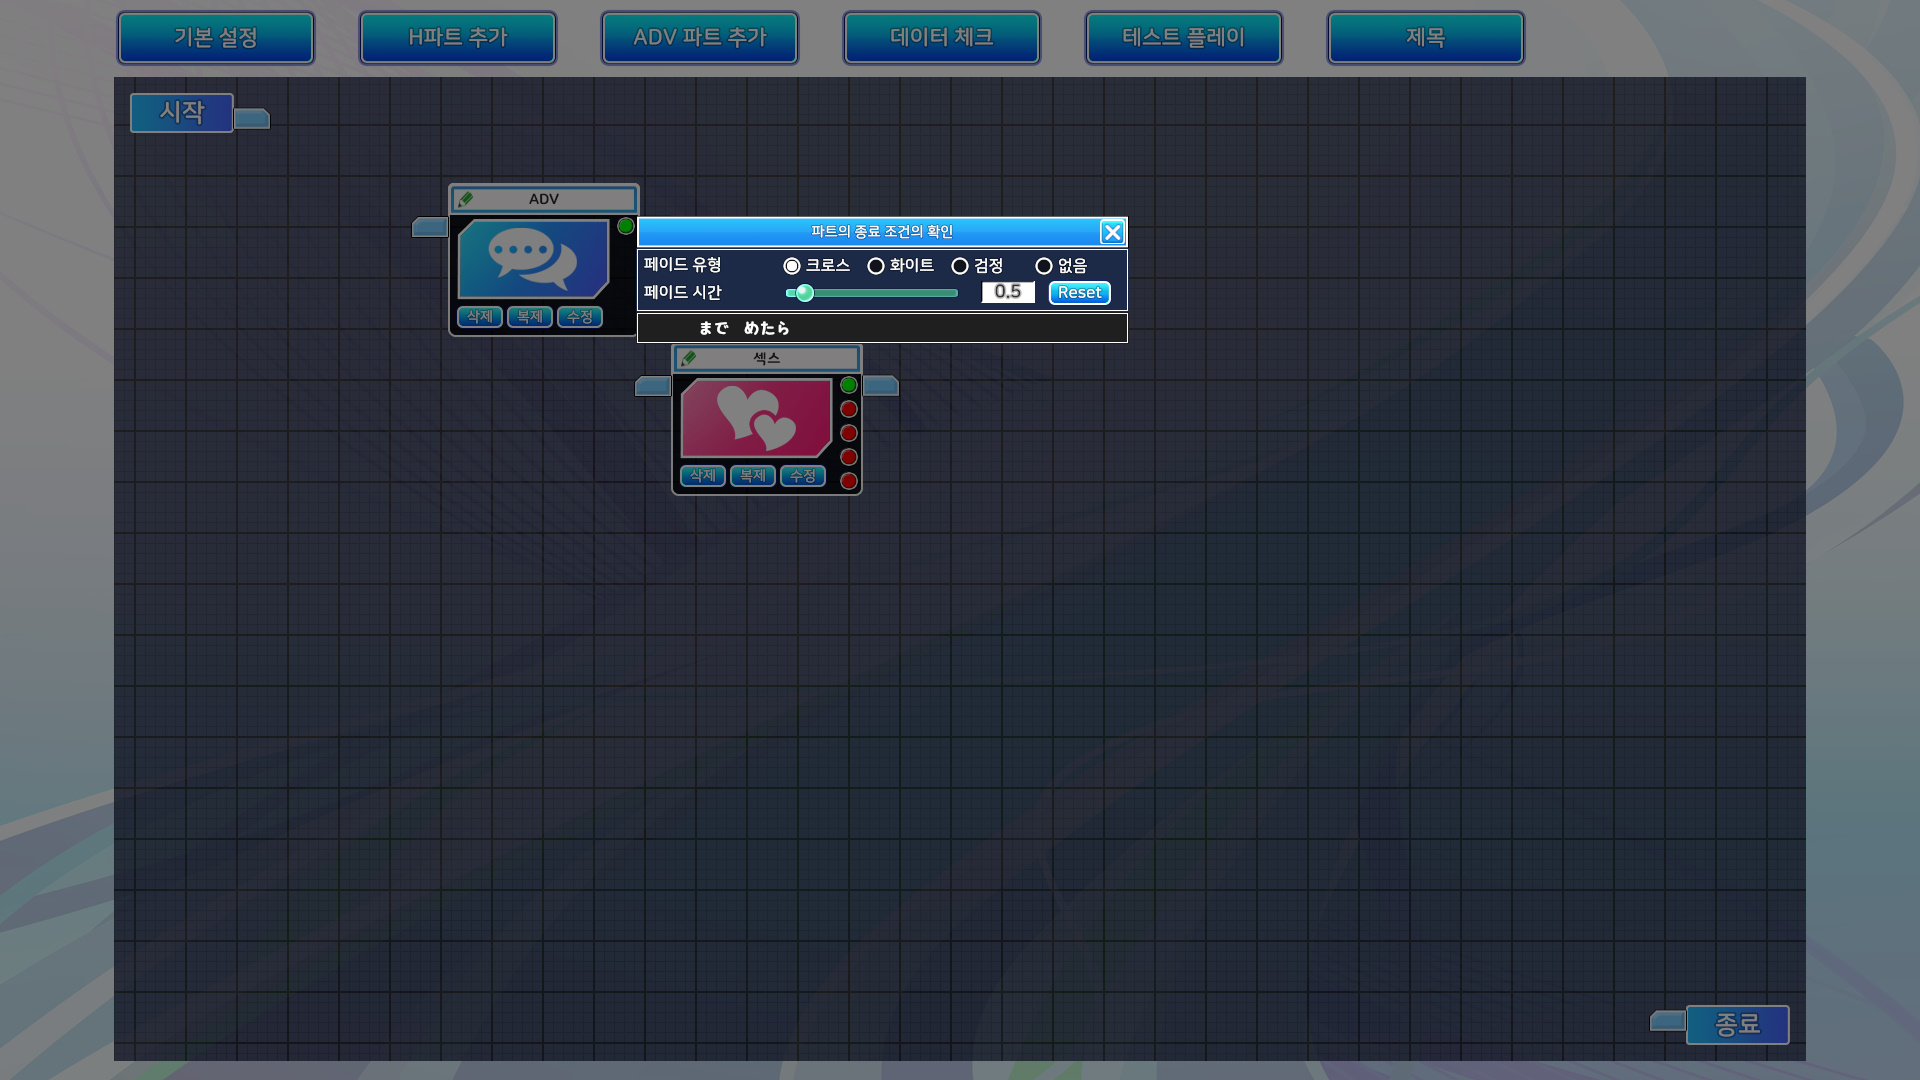 기본 설정
H파트 추가
ADV 파트 추가
데이터 체크
테스트 플레이
제목
시작
ADV
삭제 복제 수정
파트의 종료 조건의 확인
페이드 유형 크로스 화이트 검정 없음
페이드 시간 0.5 Reset
まで めたら
섹스
삭제 복제 수정
종료